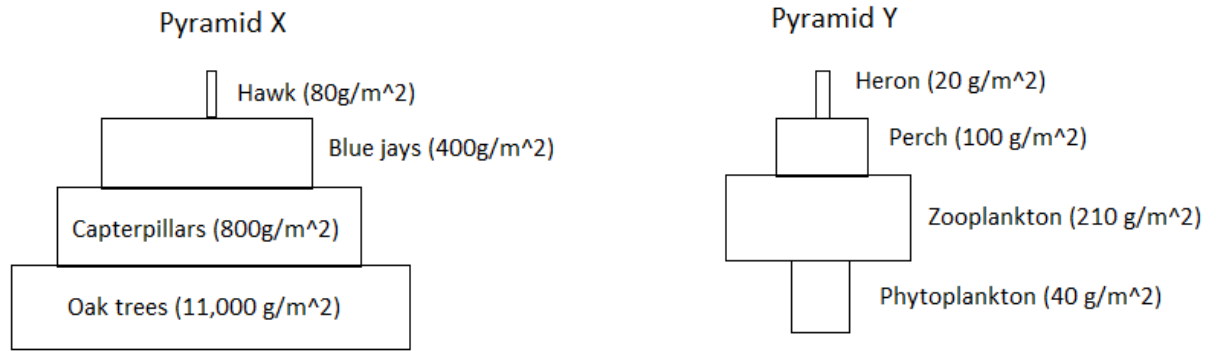 Pyramid X
Hawk (80g/m^2)
Blue jays (400g/m^2)
Capterpillars (800g/m^2)
Oak trees (11,000 g/m^2)
Pyramid Y
Heron (20 g/m^2)
Perch (100 g/m^2)
Zooplankton (210 g/m^2)
Phytoplankton (40 g/m^2)